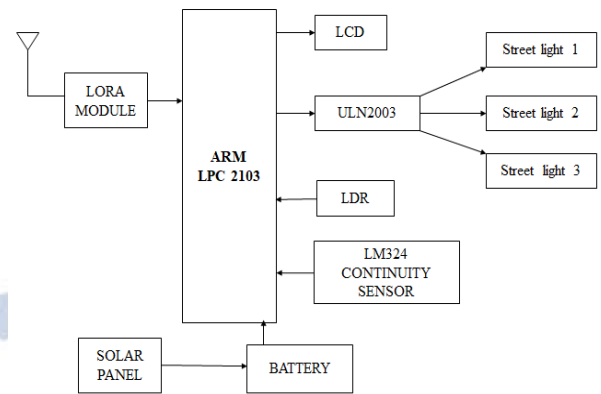 LCD
Street light 1
LORA
MODULE
ULN2003
Street light 2
ARM
LPC 2103
Street light 3
LDR
LM324
CONTINUITY
SENSOR
SOLAR
PANEL
BATTERY